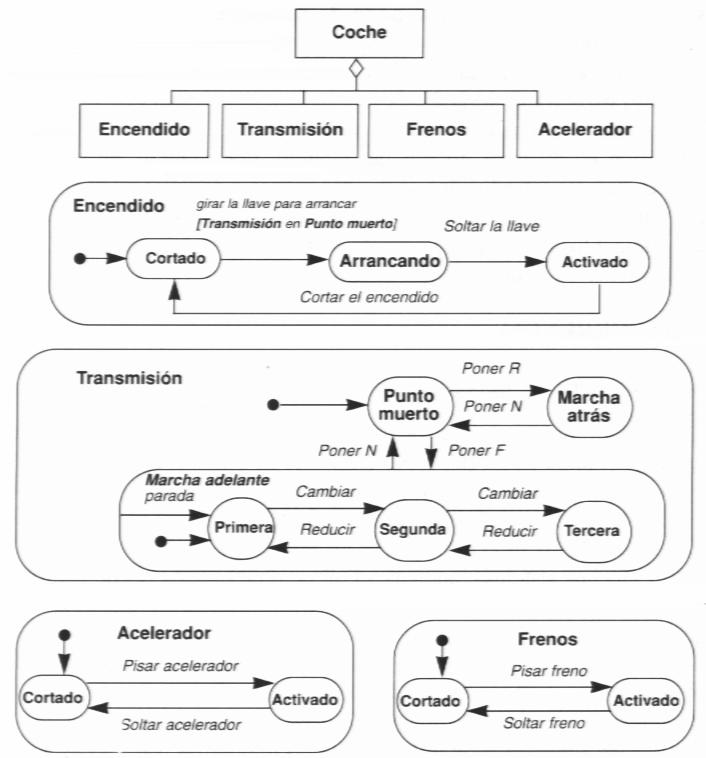 Coche
Encendido
Transmisión
Frenos
Acelerador
Encendido
girar la llave para arrancar
[Transmisión en Punto muerto]
Soltar la llave
Cortado
Arrancando
Activado
Cortar el encendido
Transmisión
Poner R
Punto
muerto
Marcha
atrás
Poner N
Poner N
Poner F
Marcha adelante
parada
Cambiar
Cambiar
Primera
Reducir
Segunda
Reducir
Tercera
Acelerador
Pisar acelerador
Cortado
Activado
Soltar acelerador
Frenos
Pisar freno
Cortado
Activado
Soltar freno